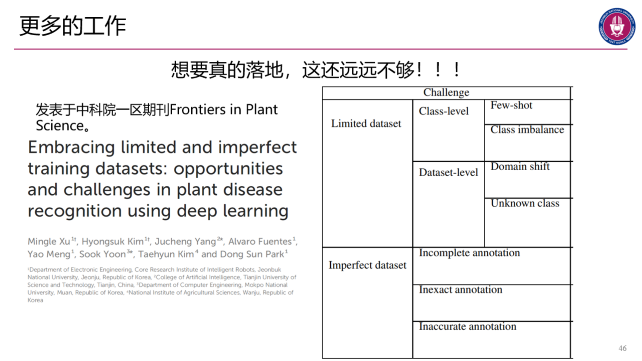 更多的工作
想要真的落地，这还远远不够！！！
发表于中科院一区期刊Frontiers in Plant
Science。
Embracing limited and imperfect
training datasets: opportunities
and challenges in plant disease
recognition using deep learning
Mingle Xu¹†, Hyongsuk Kim¹†, Jucheng Yang²*, Alvaro Fuentes¹,
Yao Meng¹, Sook Yoon³*, Taehyun Kim⁴ and Dong Sun Park¹
¹Department of Electronic Engineering, Core Research Institute of Intelligent Robots, Jeonbuk
National University, Jeonju, Republic of Korea, ²College of Artificial Intelligence, Tianjin University of
Science and Technology, Tianjin, China, ³Department of Computer Engineering, Mokpo National
University, Muan, Republic of Korea, ⁴National Institute of Agricultural Sciences, Wanju, Republic of
Korea
Challenge
Limited dataset
Class-level
Few-shot
Class imbalance
Dataset-level
Domain shift
Unknown class
Imperfect dataset
Incomplete annotation
Inexact annotation
Inaccurate annotation
46